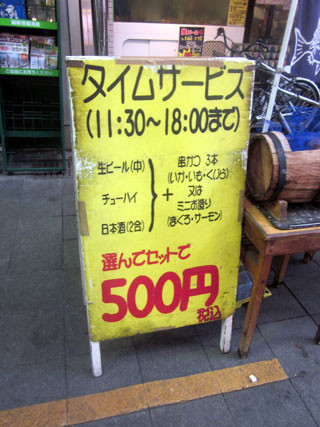 タイムサービス
(11:30~18:00まで)
生ビール(中)
チューハイ
日本酒(2合)
+
串かつ 3本
(いか・いも・くじら)
又は
ミニお造り
(まぐろ・サーモン)
選んでセットで
500円
税込